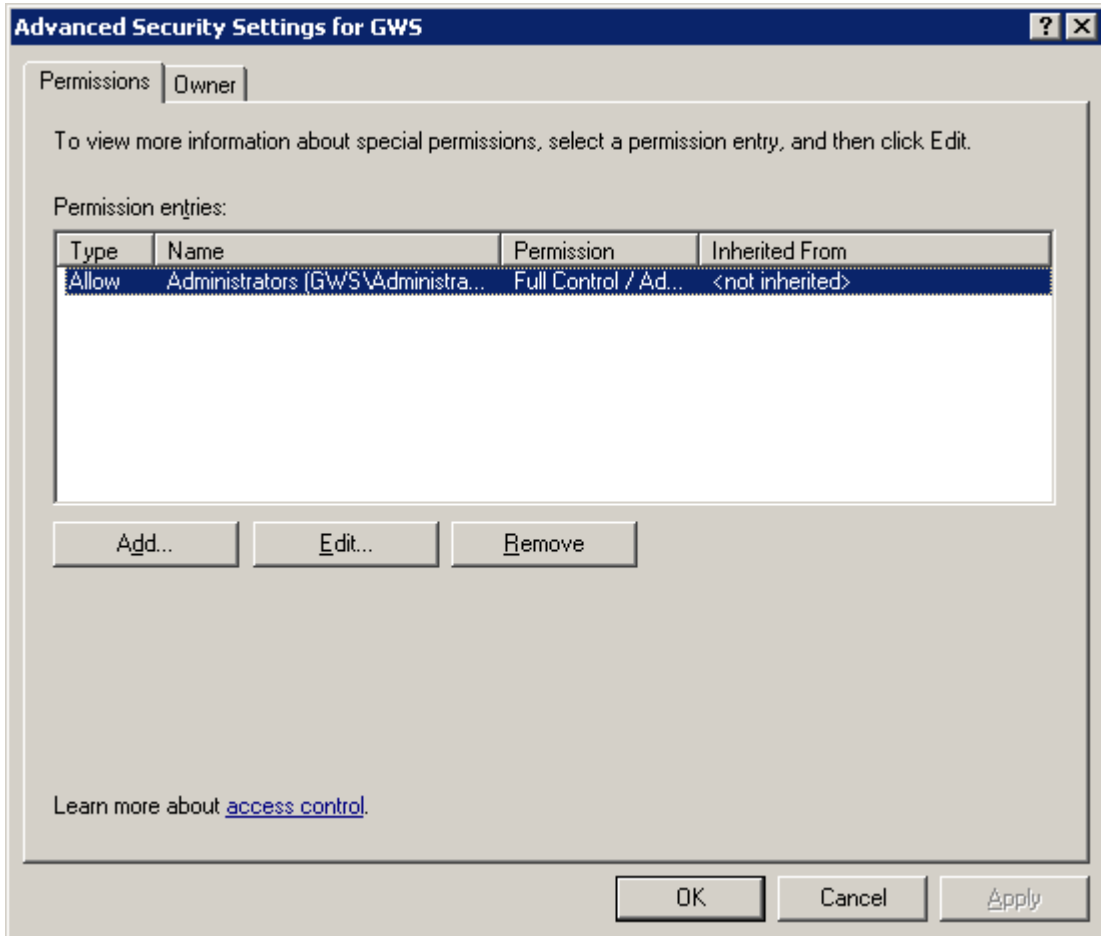 Advanced Security Settings for GWS
Permissions Owner
To view more information about special permissions, select a permission entry, and then click Edit.
Permission entries:
Type Name Permission Inherited From
Allow Administrators (GWS\Administra... Full Control / Ad... <not inherited>
Add... Edit... Remove
Learn more about access control.
OK Cancel Apply